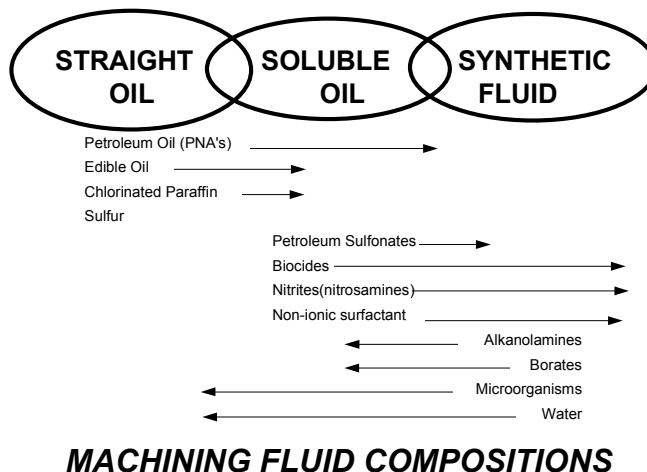 STRAIGHT OIL
SOLUBLE OIL
SYNTHETIC FLUID
Petroleum Oil (PNA's)
Edible Oil
Chlorinated Paraffin
Sulfur
Petroleum Sulfonates
Biocides
Nitrites(nitrosamines)
Non-ionic surfactant
Alkanolamines
Borates
Microorganisms
Water
MACHINING FLUID COMPOSITIONS